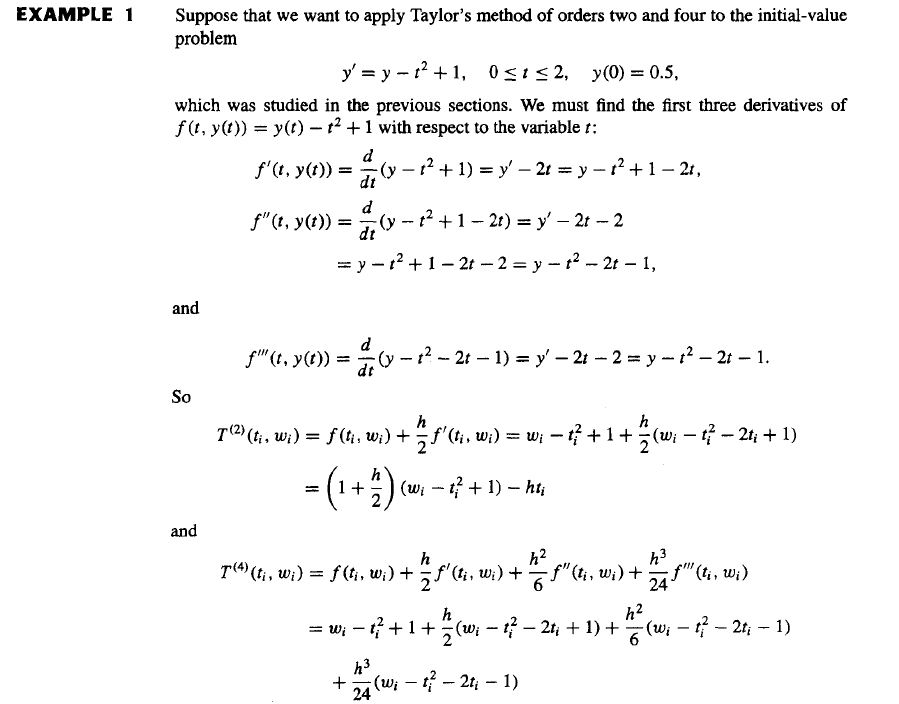 EXAMPLE 1 Suppose that we want to apply Taylor's method of orders two and four to the initial-value
problem
y′ = y − t² + 1, 0 ≤ t ≤ 2, y(0) = 0.5,
which was studied in the previous sections. We must find the first three derivatives of
f(t, y(t)) = y(t) − t² + 1 with respect to the variable t:
f′(t, y(t)) = d/dt (y − t² + 1) = y′ − 2t = y − t² + 1 − 2t,
f″(t, y(t)) = d/dt (y − t² + 1 − 2t) = y′ − 2t − 2
= y − t² + 1 − 2t − 2 = y − t² − 2t − 1,
and
f‴(t, y(t)) = d/dt (y − t² − 2t − 1) = y′ − 2t − 2 = y − t² − 2t − 1.
So
T⁽²⁾(tᵢ, wᵢ) = f(tᵢ, wᵢ) + h/2 f′(tᵢ, wᵢ) = wᵢ − tᵢ² + 1 + h/2 (wᵢ − tᵢ² − 2tᵢ + 1)
= (1 + h/2) (wᵢ − tᵢ² + 1) − htᵢ
and
T⁽⁴⁾(tᵢ, wᵢ) = f(tᵢ, wᵢ) + h/2 f′(tᵢ, wᵢ) + h²/6 f″(tᵢ, wᵢ) + h³/24 f‴(tᵢ, wᵢ)
= wᵢ − tᵢ² + 1 + h/2 (wᵢ − tᵢ² − 2tᵢ + 1) + h²/6 (wᵢ − tᵢ² − 2tᵢ − 1)
+ h³/24 (wᵢ − tᵢ² − 2tᵢ − 1)